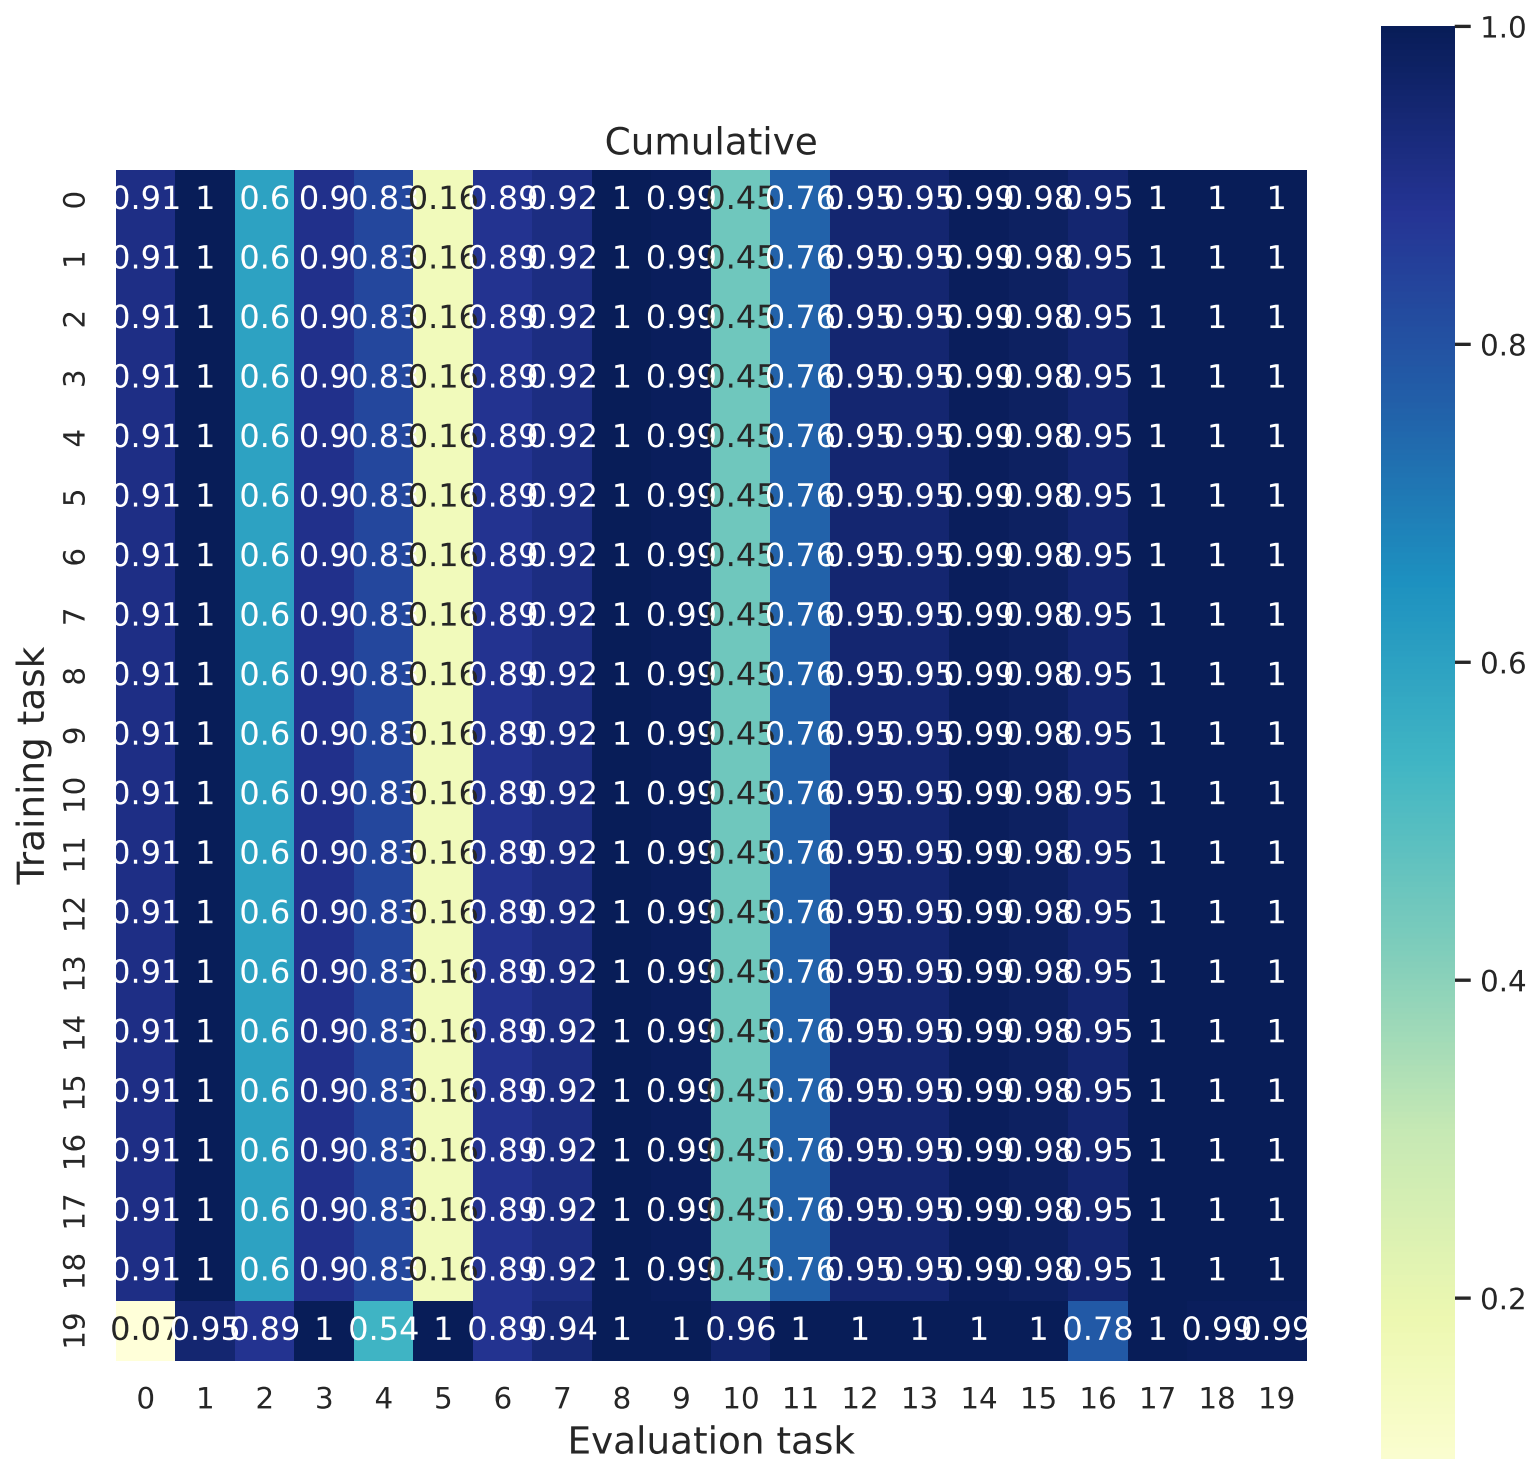 Cumulative
0 0.91 1 0.6 0.9 0.83 0.16 0.89 0.92 1 0.99 0.45 0.76 0.95 0.95 0.99 0.98 0.95 1 1 1
1 0.91 1 0.6 0.9 0.83 0.16 0.89 0.92 1 0.99 0.45 0.76 0.95 0.95 0.99 0.98 0.95 1 1 1
2 0.91 1 0.6 0.9 0.83 0.16 0.89 0.92 1 0.99 0.45 0.76 0.95 0.95 0.99 0.98 0.95 1 1 1
3 0.91 1 0.6 0.9 0.83 0.16 0.89 0.92 1 0.99 0.45 0.76 0.95 0.95 0.99 0.98 0.95 1 1 1
4 0.91 1 0.6 0.9 0.83 0.16 0.89 0.92 1 0.99 0.45 0.76 0.95 0.95 0.99 0.98 0.95 1 1 1
5 0.91 1 0.6 0.9 0.83 0.16 0.89 0.92 1 0.99 0.45 0.76 0.95 0.95 0.99 0.98 0.95 1 1 1
6 0.91 1 0.6 0.9 0.83 0.16 0.89 0.92 1 0.99 0.45 0.76 0.95 0.95 0.99 0.98 0.95 1 1 1
7 0.91 1 0.6 0.9 0.83 0.16 0.89 0.92 1 0.99 0.45 0.76 0.95 0.95 0.99 0.98 0.95 1 1 1
8 0.91 1 0.6 0.9 0.83 0.16 0.89 0.92 1 0.99 0.45 0.76 0.95 0.95 0.99 0.98 0.95 1 1 1
9 0.91 1 0.6 0.9 0.83 0.16 0.89 0.92 1 0.99 0.45 0.76 0.95 0.95 0.99 0.98 0.95 1 1 1
10 0.91 1 0.6 0.9 0.83 0.16 0.89 0.92 1 0.99 0.45 0.76 0.95 0.95 0.99 0.98 0.95 1 1 1
11 0.91 1 0.6 0.9 0.83 0.16 0.89 0.92 1 0.99 0.45 0.76 0.95 0.95 0.99 0.98 0.95 1 1 1
12 0.91 1 0.6 0.9 0.83 0.16 0.89 0.92 1 0.99 0.45 0.76 0.95 0.95 0.99 0.98 0.95 1 1 1
13 0.91 1 0.6 0.9 0.83 0.16 0.89 0.92 1 0.99 0.45 0.76 0.95 0.95 0.99 0.98 0.95 1 1 1
14 0.91 1 0.6 0.9 0.83 0.16 0.89 0.92 1 0.99 0.45 0.76 0.95 0.95 0.99 0.98 0.95 1 1 1
15 0.91 1 0.6 0.9 0.83 0.16 0.89 0.92 1 0.99 0.45 0.76 0.95 0.95 0.99 0.98 0.95 1 1 1
16 0.91 1 0.6 0.9 0.83 0.16 0.89 0.92 1 0.99 0.45 0.76 0.95 0.95 0.99 0.98 0.95 1 1 1
17 0.91 1 0.6 0.9 0.83 0.16 0.89 0.92 1 0.99 0.45 0.76 0.95 0.95 0.99 0.98 0.95 1 1 1
18 0.91 1 0.6 0.9 0.83 0.16 0.89 0.92 1 0.99 0.45 0.76 0.95 0.95 0.99 0.98 0.95 1 1 1
19 0.07 0.95 0.89 1 0.54 1 0.89 0.94 1 1 0.96 1 1 1 1 1 0.78 1 0.99 0.99
0 1 2 3 4 5 6 7 8 9 10 11 12 13 14 15 16 17 18 19
Evaluation task
Training task
1.0
0.8
0.6
0.4
0.2